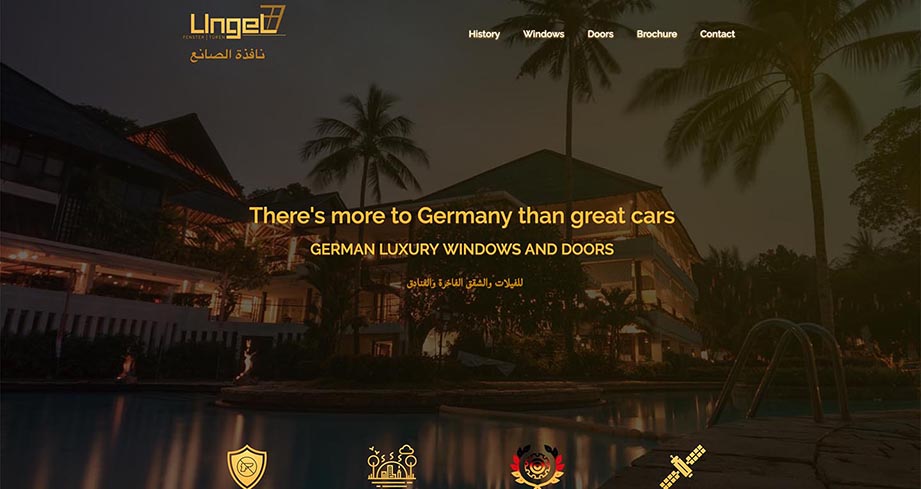 Ungel
FENSTER | TÜREN
نافذة الصانع
History Windows Doors Brochure Contact
There's more to Germany than great cars
GERMAN LUXURY WINDOWS AND DOORS
للفيلات والشقق الفاخرة والفنادق